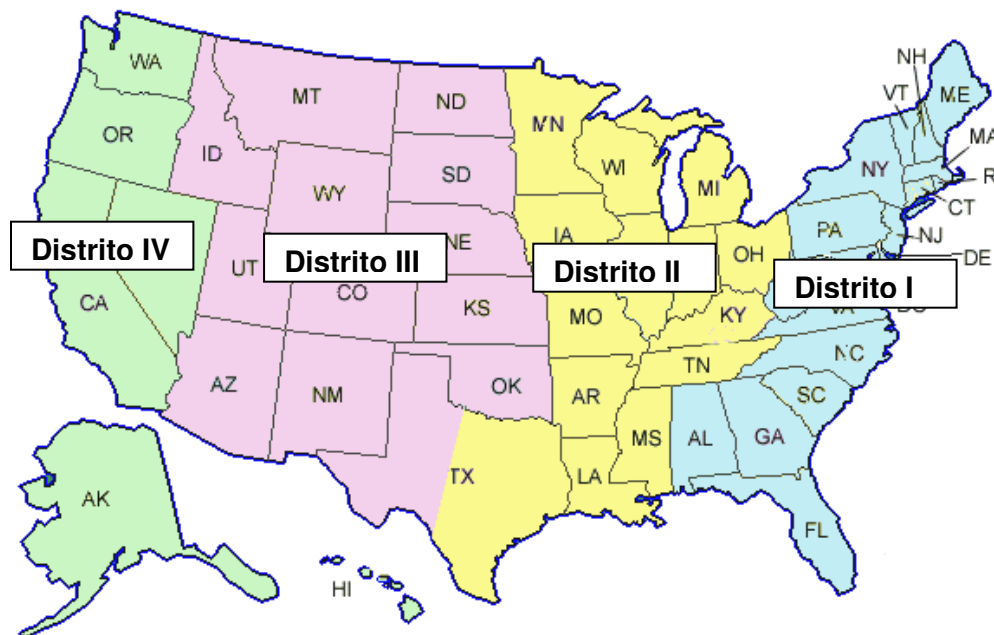 NH
WA
VT
ME
MT
ND
MN
OR
MA
ID
WI
NY
R
SD
MI
WY
CT
PA
NJ
IA
NE
Distrito IV
OH
DE
Distrito III
UT
Distrito II
Distrito I
CO
CA
KS
MO
KY
VA
NC
TN
AZ
OK
NM
AR
SC
MS
AL
GA
TX
LA
AK
FL
HI